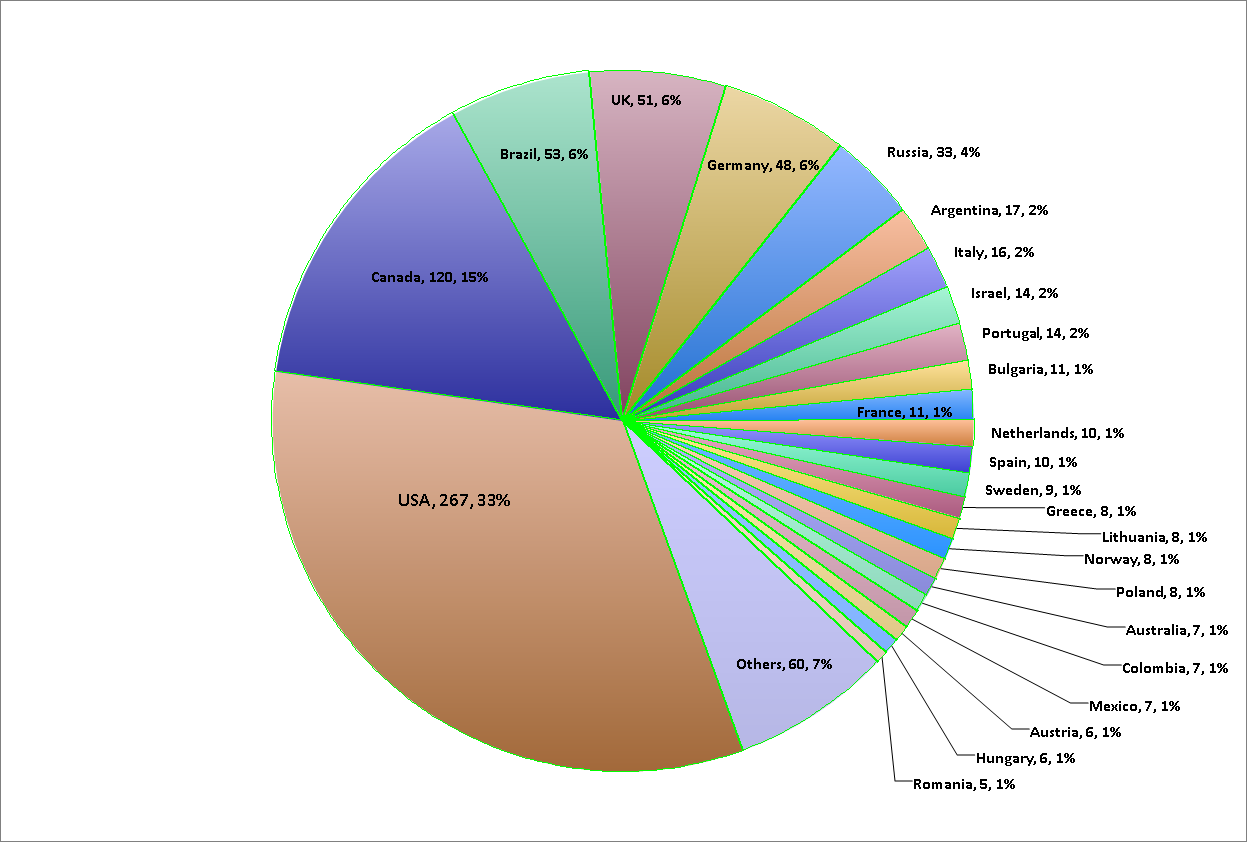 UK, 51, 6%
Brazil, 53, 6%
Germany, 48, 6%
Russia, 33, 4%
Argentina, 17, 2%
Italy, 16, 2%
Canada, 120, 15%
Israel, 14, 2%
Portugal, 14, 2%
Bulgaria, 11, 1%
France, 11, 1%
Netherlands, 10, 1%
Spain, 10, 1%
Sweden, 9, 1%
USA, 267, 33%
Greece, 8, 1%
Lithuania, 8, 1%
Norway, 8, 1%
Poland, 8, 1%
Australia, 7, 1%
Others, 60, 7%
Colombia, 7, 1%
Mexico, 7, 1%
Austria, 6, 1%
Hungary, 6, 1%
Romania, 5, 1%